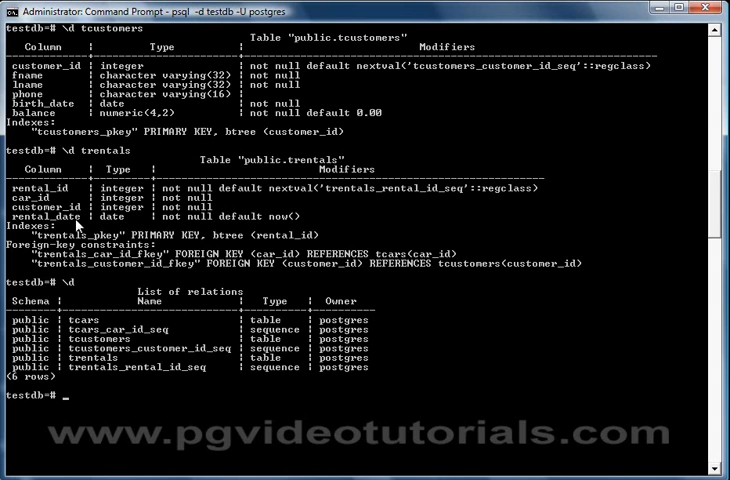 Administrator: Command Prompt - psql -d testdb -U postgres
testdb=# \d tcustomers
Table "public.tcustomers"
Column | Type | Modifiers
customer_id | integer | not null default nextval('tcustomers_customer_id_seq'::regclass)
fname | character varying(32) | not null
lname | character varying(32) | not null
phone | character varying(16) |
birth_date | date | not null
balance | numeric(4,2) | not null default 0.00
Indexes:
"tcustomers_pkey" PRIMARY KEY, btree (customer_id)
testdb=# \d trentals
Table "public.trentals"
Column | Type | Modifiers
rental_id | integer | not null default nextval('trentals_rental_id_seq'::regclass)
car_id | integer | not null
customer_id | integer | not null
rental_date | date | not null default now()
Indexes:
"trentals_pkey" PRIMARY KEY, btree (rental_id)
Foreign-key constraints:
"trentals_car_id_fkey" FOREIGN KEY (car_id) REFERENCES tcars(car_id)
"trentals_customer_id_fkey" FOREIGN KEY (customer_id) REFERENCES tcustomers(customer_id)
testdb=# \d
List of relations
Schema | Name | Type | Owner
public | tcars | table | postgres
public | tcars_car_id_seq | sequence | postgres
public | tcustomers | table | postgres
public | tcustomers_customer_id_seq | sequence | postgres
public | trentals | table | postgres
public | trentals_rental_id_seq | sequence | postgres
(6 rows)
testdb=# _
www.pgvideotutorials.com